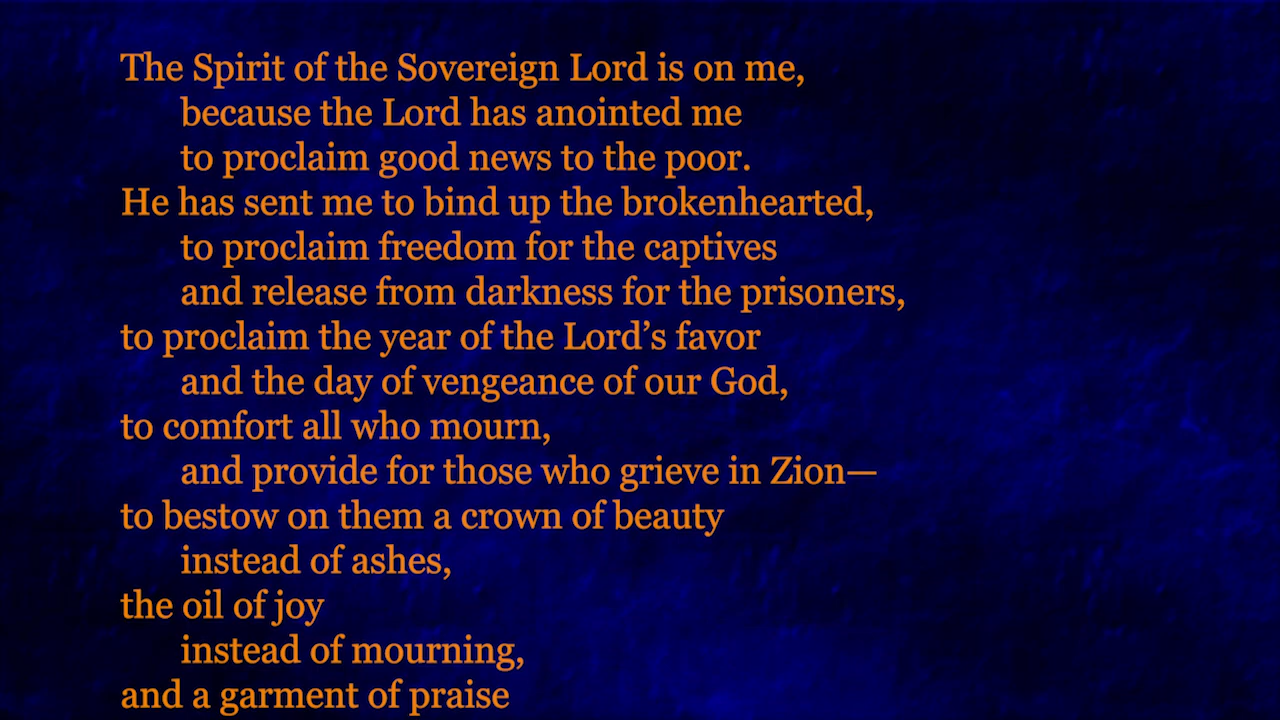 The Spirit of the Sovereign Lord is on me,
because the Lord has anointed me
to proclaim good news to the poor.
He has sent me to bind up the brokenhearted,
to proclaim freedom for the captives
and release from darkness for the prisoners,
to proclaim the year of the Lord’s favor
and the day of vengeance of our God,
to comfort all who mourn,
and provide for those who grieve in Zion—
to bestow on them a crown of beauty
instead of ashes,
the oil of joy
instead of mourning,
and a garment of praise